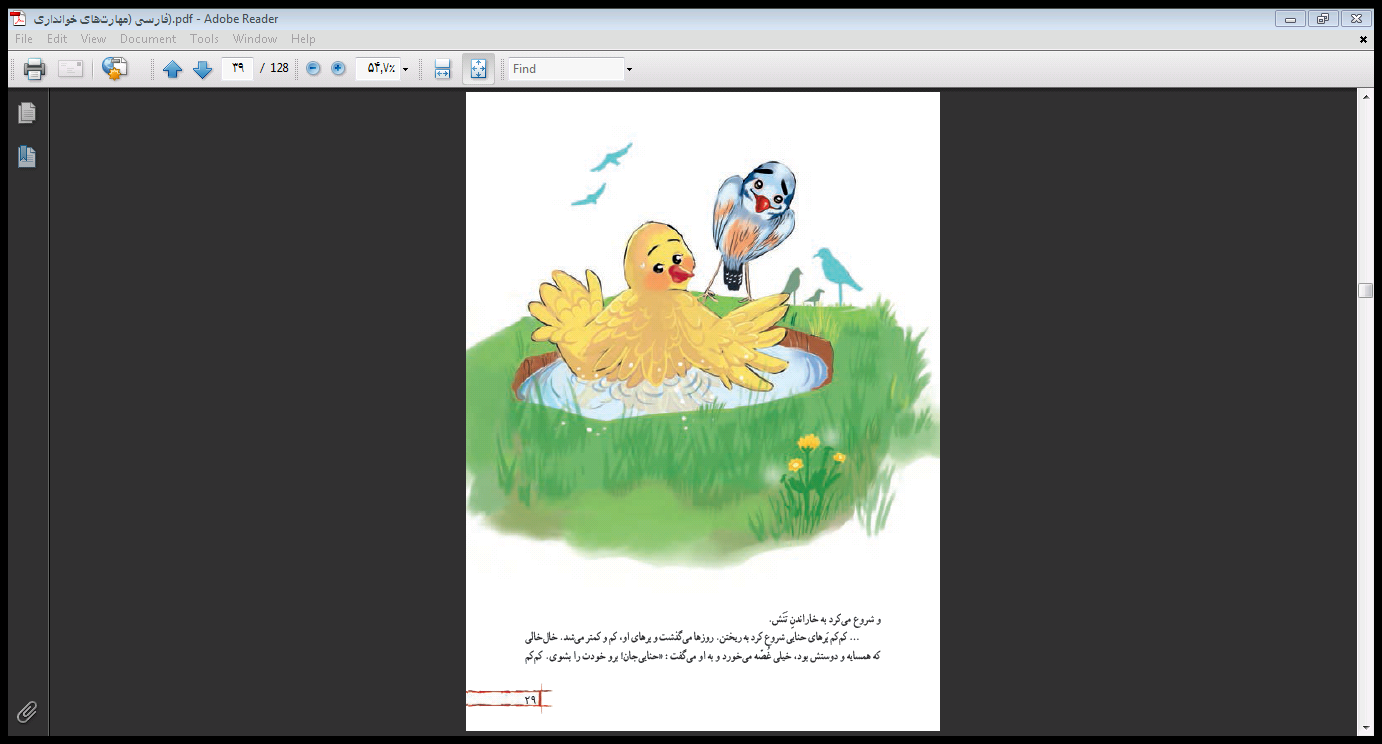 فارسی (مهارت‌های خوانداری).pdf - Adobe Reader
File Edit View Document Tools Window Help
۳۹ / 128 ۵۴,۷٪ Find
و شروع می‌کرد به خاراندنِ تَنَش.
... کم‌کم پَرهای حنایی شروع کرد به ریختن. روزها می‌گذشت و پرهای او، کم و کمتر می‌شد. خال‌خالی
که همسایه و دوستش بود، خیلی غُصّه می‌خورد و به او می‌گفت : «حنایی‌جان! برو خودت را بشوی. کم‌کم
۲۹